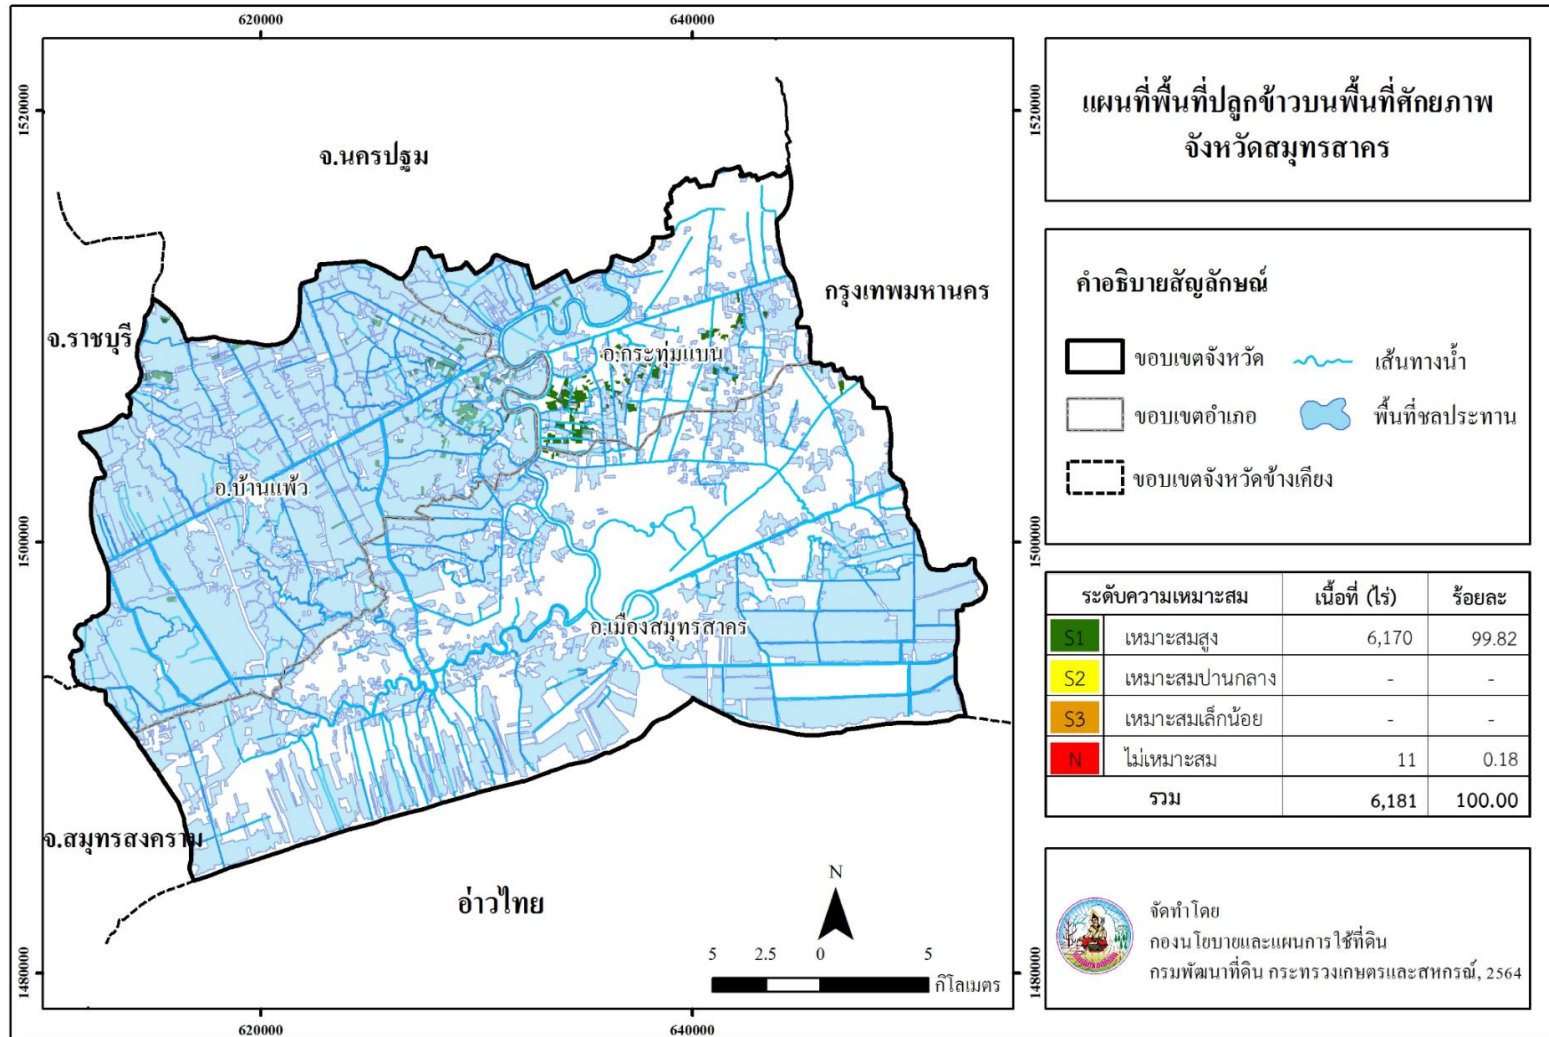 620000
640000
1520000
1520000
จ.นครปฐม
กรุงเทพมหานคร
จ.ราชบุรี
อ.กระทุ่มแบน
อ.บ้านแพ้ว
1500000
1500000
อ.เมืองสมุทรสาคร
จ.สมุทรสงคราม
อ่าวไทย
N
5 2.5 0 5
กิโลเมตร
1480000
1480000
620000
640000
แผนที่พื้นที่ปลูกข้าวบนพื้นที่ศักยภาพ
จังหวัดสมุทรสาคร
คำอธิบายสัญลักษณ์
ขอบเขตจังหวัด เส้นทางน้ำ
ขอบเขตอำเภอ พื้นที่ชลประทาน
ขอบเขตจังหวัดข้างเคียง
ระดับความเหมาะสม เนื้อที่ (ไร่) ร้อยละ
S1 เหมาะสมสูง 6,170 99.82
S2 เหมาะสมปานกลาง - -
S3 เหมาะสมเล็กน้อย - -
N ไม่เหมาะสม 11 0.18
รวม 6,181 100.00
จัดทำโดย
กองนโยบายและแผนการใช้ที่ดิน
กรมพัฒนาที่ดิน กระทรวงเกษตรและสหกรณ์, 2564